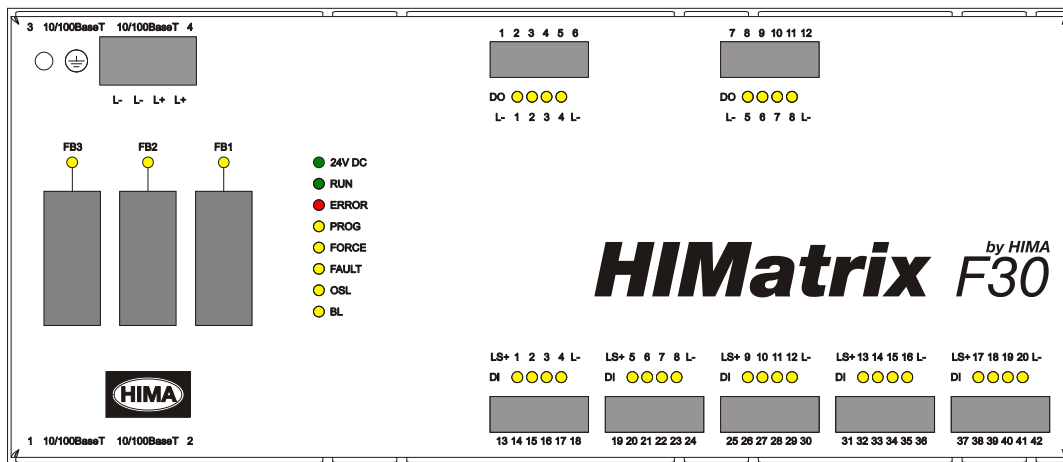 3 10/100BaseT 10/100BaseT 4
L- L- L+ L+
1 2 3 4 5 6
DO
L- 1 2 3 4 L-
7 8 9 10 11 12
DO
L- 5 6 7 8 L-
FB3 FB2 FB1
24V DC
RUN
ERROR
PROG
FORCE
FAULT
OSL
BL
by HIMA
HIMatrix F30
HIMA
1 10/100BaseT 10/100BaseT 2
LS+ 1 2 3 4 L-
DI
13 14 15 16 17 18
LS+ 5 6 7 8 L-
DI
19 20 21 22 23 24
LS+ 9 10 11 12 L-
DI
25 26 27 28 29 30
LS+ 13 14 15 16 L-
DI
31 32 33 34 35 36
LS+ 17 18 19 20 L-
DI
37 38 39 40 41 42